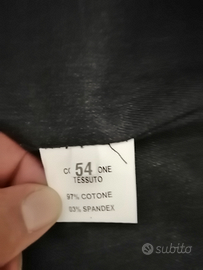 54
TESSUTO
97% COTONE
03% SPANDEX
subito